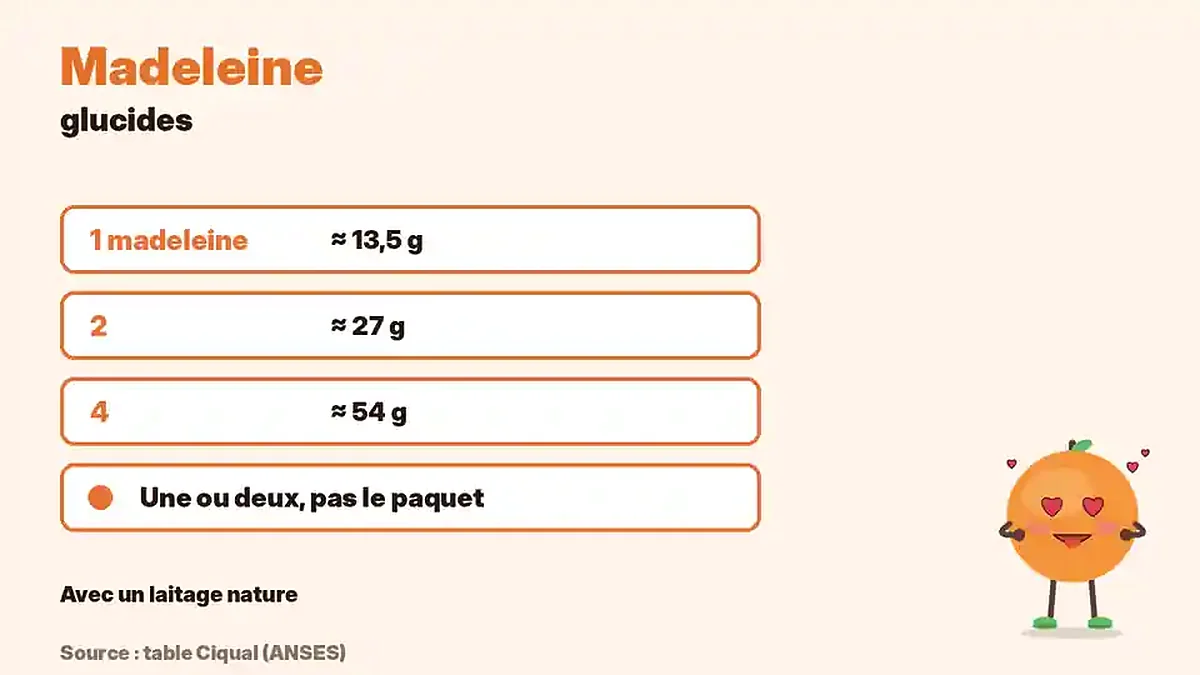 Madeleine
glucides
1 madeleine ≈ 13,5 g
2 ≈ 27 g
4 ≈ 54 g
Une ou deux, pas le paquet
Avec un laitage nature
Source : table Ciqual (ANSES)